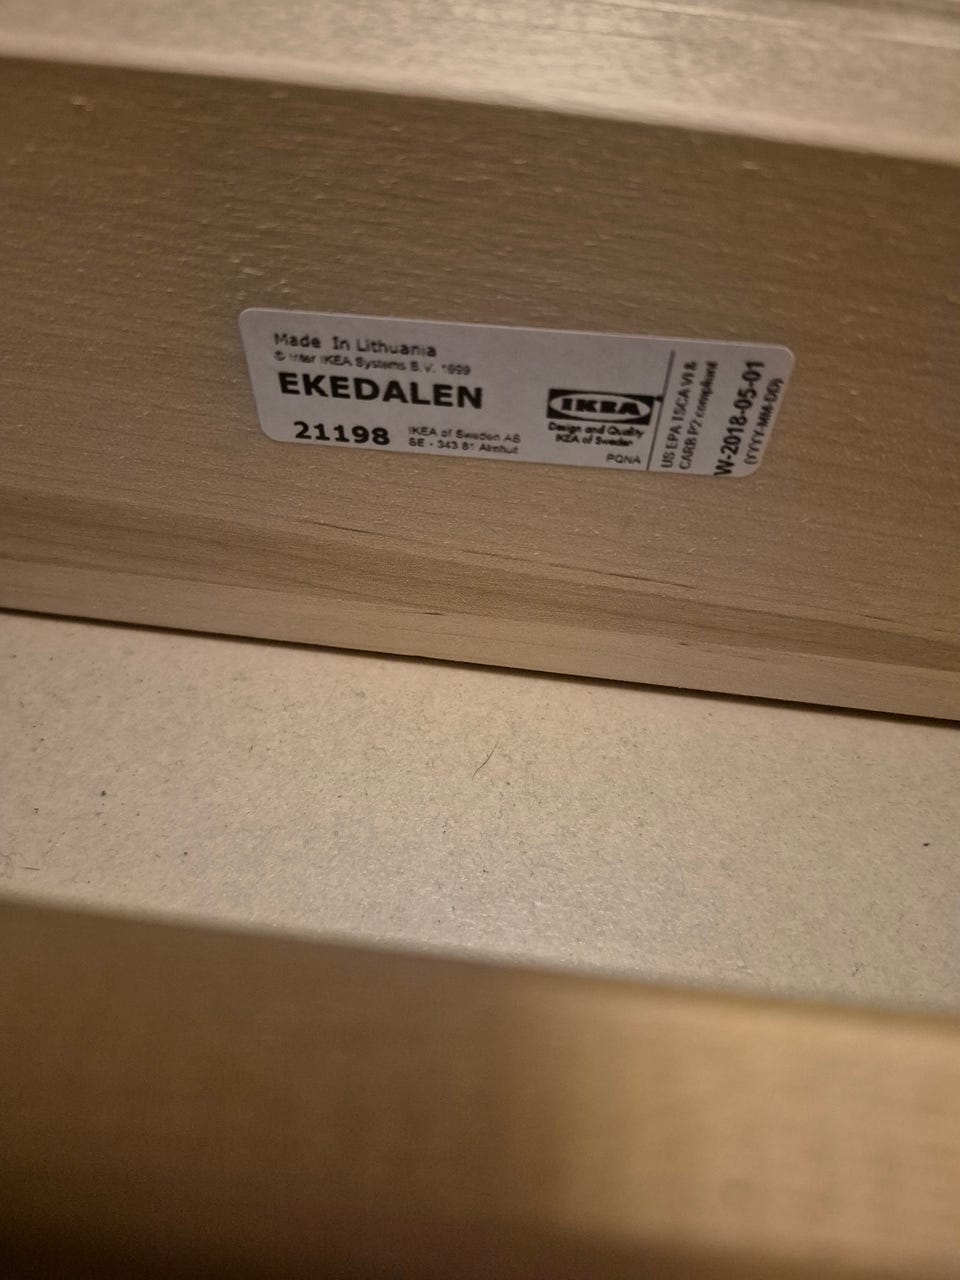 Made In Lithuania
© Inter IKEA Systems B.V. 1999
EKEDALEN
21198
IKEA of Sweden AB
SE - 343 81 Älmhult
IKEA
Design and Quality
IKEA of Sweden
PQNA
US EPA TSCA VI &
CARB P2 compliant
W-2018-05-01
(YYYY-MM-DD)